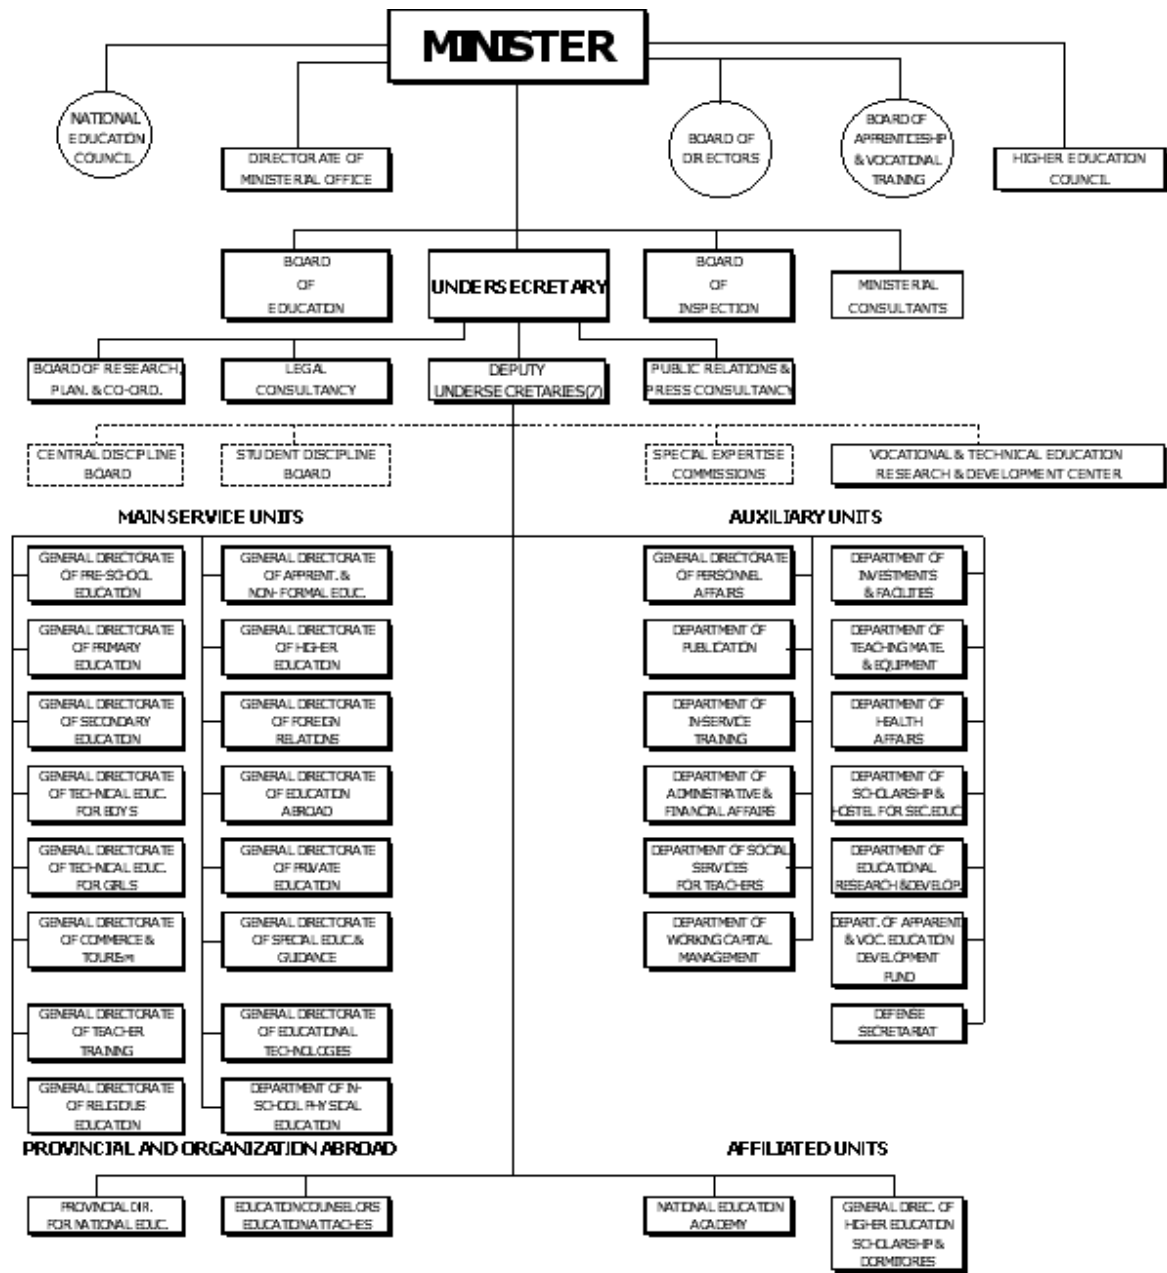 MINISTER
NATIONAL
EDUCATION
COUNCIL
DIRECTORATE OF
MINISTERIAL OFFICE
BOARD OF
DIRECTORS
BOARD OF
APPRENTICESHIP
& VOCATIONAL
TRAINING
HIGHER EDUCATION
COUNCIL
BOARD
OF
EDUCATION
UNDERSECRETARY
BOARD
OF
INSPECTION
MINISTERIAL
CONSULTANTS
BOARD OF RESEARCH,
PLAN. & CO-ORD.
LEGAL
CONSULTANCY
DEPUTY
UNDERSECRETARIES(7)
PUBLIC RELATIONS &
PRESS CONSULTANCY
CENTRAL DISCIPLINE
BOARD
STUDENT DISCIPLINE
BOARD
SPECIAL EXPERTISE
COMMISSIONS
VOCATIONAL & TECHNICAL EDUCATION
RESEARCH & DEVELOPMENT CENTER
MAIN SERVICE UNITS
GENERAL DIRECTORATE
OF PRE-SCHOOL
EDUCATION
GENERAL DIRECTORATE
OF APPRENT. &
NON-FORMAL EDUC.
GENERAL DIRECTORATE
OF PRIMARY
EDUCATION
GENERAL DIRECTORATE
OF HIGHER
EDUCATION
GENERAL DIRECTORATE
OF SECONDARY
EDUCATION
GENERAL DIRECTORATE
OF FOREIGN
RELATIONS
GENERAL DIRECTORATE
OF TECHNICAL EDUC.
FOR BOYS
GENERAL DIRECTORATE
OF EDUCATION
ABROAD
GENERAL DIRECTORATE
OF TECHNICAL EDUC.
FOR GIRLS
GENERAL DIRECTORATE
OF PRIVATE
EDUCATION
GENERAL DIRECTORATE
OF COMMERCE &
TOURISM
GENERAL DIRECTORATE
OF SPECIAL EDUC. &
GUIDANCE
GENERAL DIRECTORATE
OF TEACHER
TRAINING
GENERAL DIRECTORATE
OF EDUCATIONAL
TECHNOLOGIES
GENERAL DIRECTORATE
OF RELIGIOUS
EDUCATION
DEPARTMENT OF IN-
SCHOOL PHYSICAL
EDUCATION
AUXILIARY UNITS
GENERAL DIRECTORATE
OF PERSONNEL
AFFAIRS
DEPARTMENT OF
INVESTMENTS
& FACILITES
DEPARTMENT OF
PUBLICATION
DEPARTMENT OF
TEACHING MATE.
& EQUIPMENT
DEPARTMENT OF
IN-SERVICE
TRAINING
DEPARTMENT OF
HEALTH
AFFAIRS
DEPARTMENT OF
ADMINISTRATIVE &
FINANCIAL AFFAIRS
DEPARTMENT OF
SCHOLARSHIP &
HOSTEL FOR SEC.EDUC
DEPARTMENT OF SOCIAL
SERVICES
FOR TEACHERS
DEPARTMENT OF
EDUCATIONAL
RESEARCH &DEVELOP.
DEPARTMENT OF
WORKING CAPITAL
MANAGEMENT
DEPART. OF APPARENT.
& VOC. EDUCATION
DEVELOPMENT
FUND
DEFENSE
SECRETARIAT
PROVINCIAL AND ORGANIZATION ABROAD
PROVINCIAL DIR.
FOR NATIONAL EDUC.
EDUCATION COUNSELORS
EDUCATION ATTACHES
AFFILIATED UNITS
NATIONAL EDUCATION
ACADEMY
GENERAL DIREC. OF
HIGHER EDUCATION
SCHOLARSHIP &
DORMITORIES